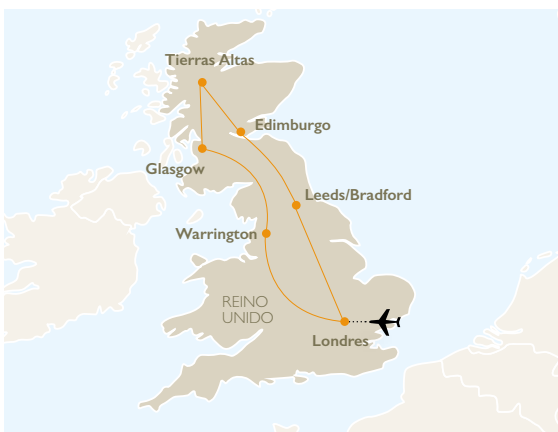 Tierras Altas
Edimburgo
Glasgow
Leeds/Bradford
Warrington
REINO
UNIDO
Londres